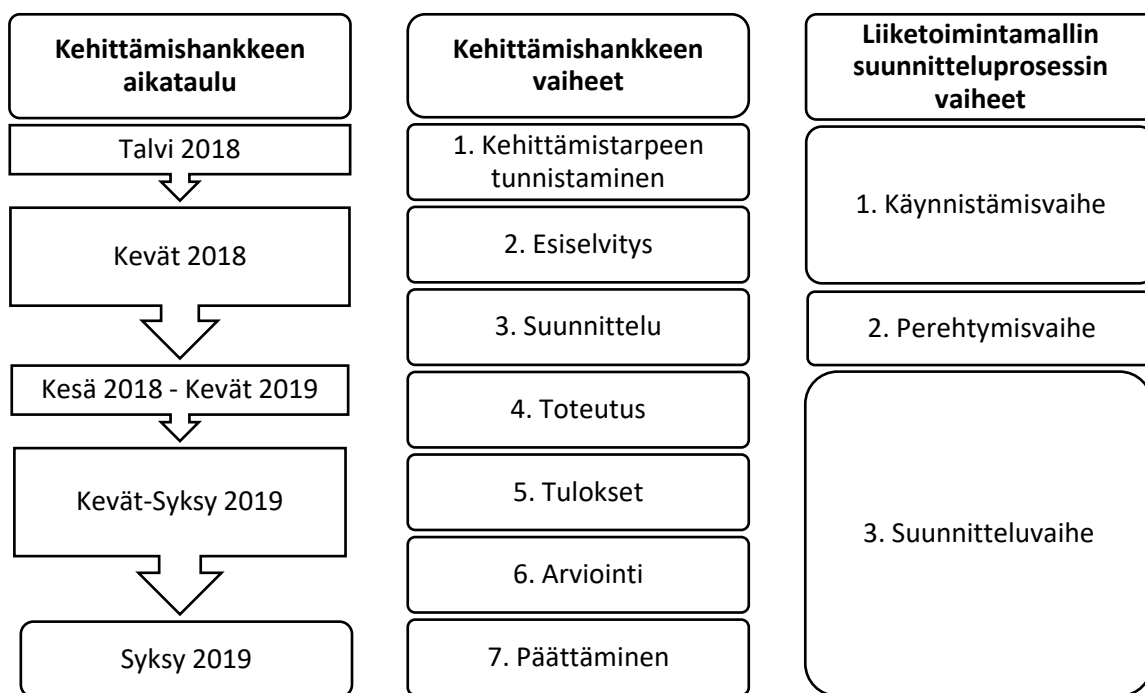 Kehittämishankkeen
aikataulu
Talvi 2018
Kevät 2018
Kesä 2018 - Kevät 2019
Kevät-Syksy 2019
Syksy 2019
Kehittämishankkeen
vaiheet
1. Kehittämistarpeen
tunnistaminen
2. Esiselvitys
3. Suunnittelu
4. Toteutus
5. Tulokset
6. Arviointi
7. Päättäminen
Liiketoimintamallin
suunnitteluprosessin
vaiheet
1. Käynnistämisvaihe
2. Perehtymisvaihe
3. Suunnitteluvaihe